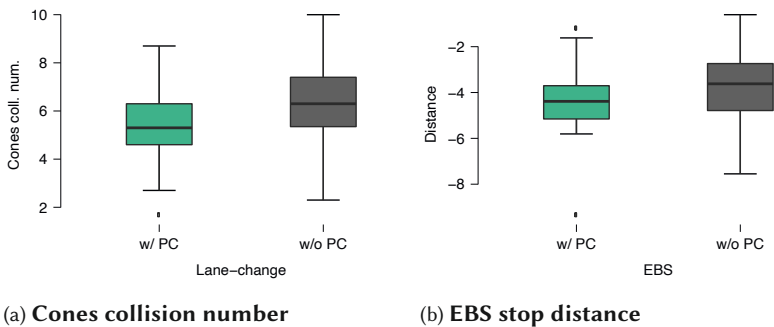 Cones coll. num.
10
8
6
4
2
w/ PC
w/o PC
Lane−change
Distance
−2
−4
−6
−8
w/ PC
w/o PC
EBS
(a) Cones collision number
(b) EBS stop distance